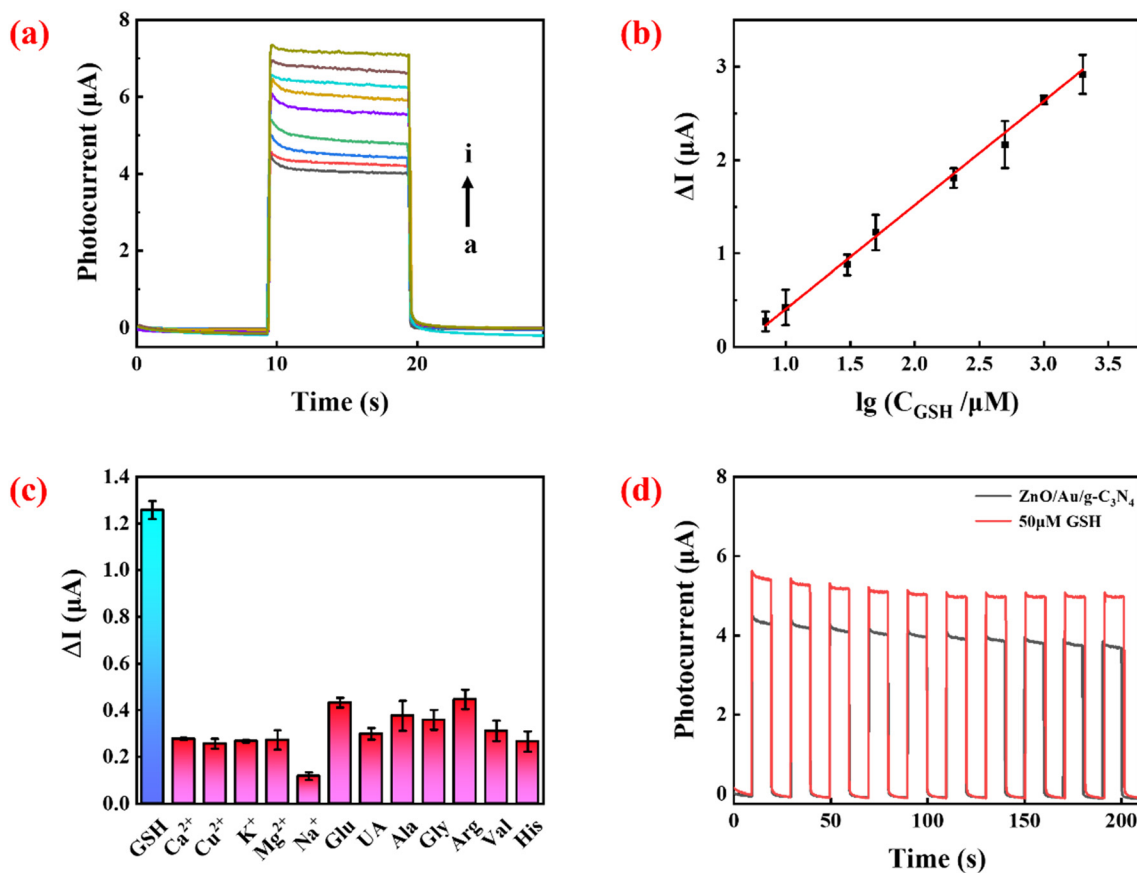 (a)
Photocurrent (μA)
8
6
4
2
0
i
a
0 10 20
Time (s)
(b)
ΔI (μA)
3
2
1
0
1.0 1.5 2.0 2.5 3.0 3.5
lg (C_GSH /μM)
(c)
ΔI (μA)
1.4
1.2
1.0
0.8
0.6
0.4
0.2
0.0
GSH Ca²⁺ Cu²⁺ K⁺ Mg²⁺ Na⁺ Glu UA Ala Gly Arg Val His
(d)
Photocurrent (μA)
8
6
4
2
0
ZnO/Au/g-C₃N₄
50μM GSH
0 50 100 150 200
Time (s)